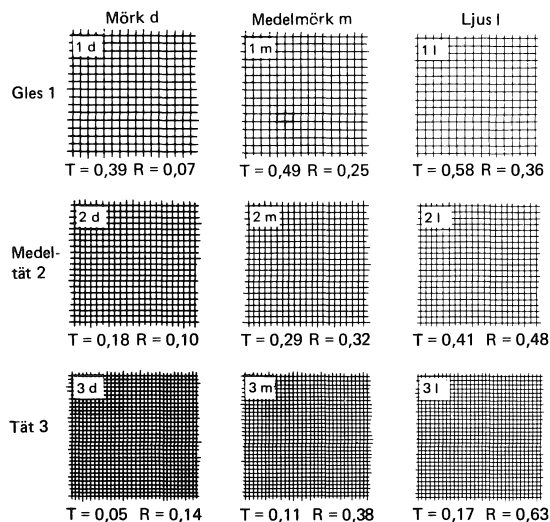 Mörk d Medelmörk m Ljus l
Gles 1
1 d 1 m 1 l
T = 0,39 R = 0,07 T = 0,49 R = 0,25 T = 0,58 R = 0,36
Medel-
tät 2
2 d 2 m 2 l
T = 0,18 R = 0,10 T = 0,29 R = 0,32 T = 0,41 R = 0,48
Tät 3
3 d 3 m 3 l
T = 0,05 R = 0,14 T = 0,11 R = 0,38 T = 0,17 R = 0,63